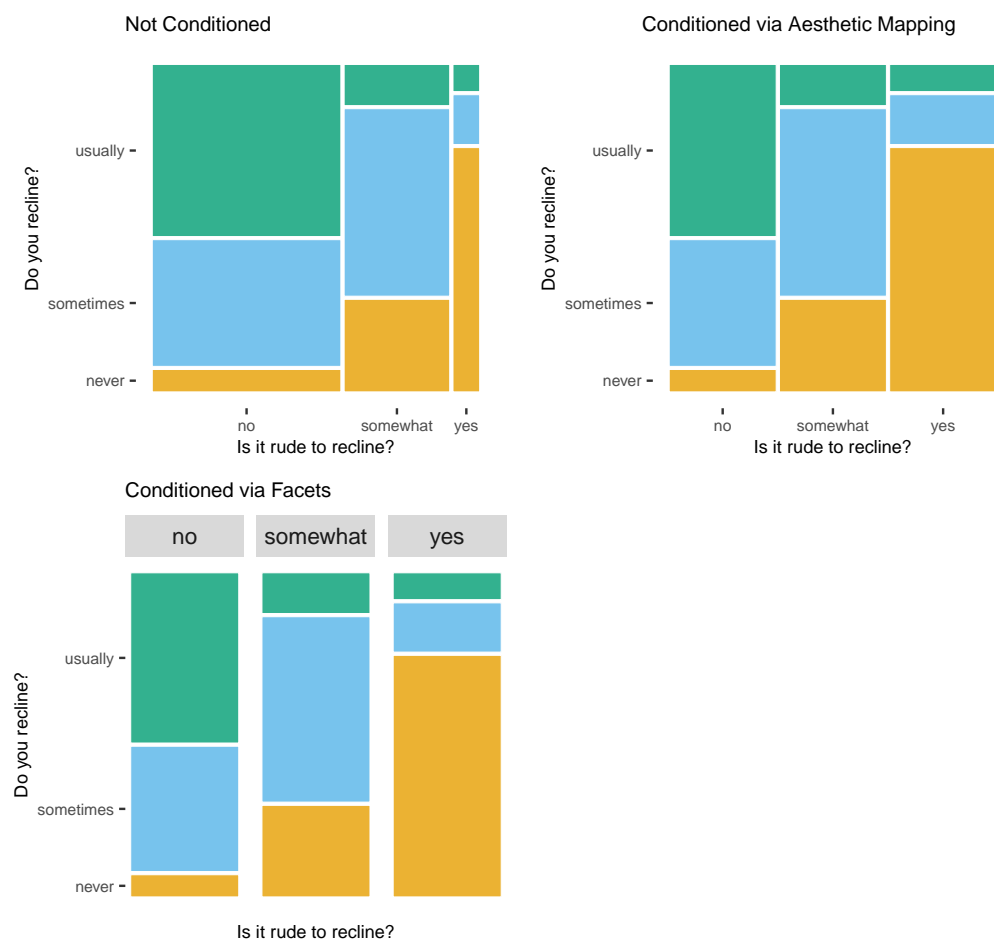 Not Conditioned
Do you recline?
usually
sometimes
never
no somewhat yes
Is it rude to recline?
Conditioned via Aesthetic Mapping
Do you recline?
usually
sometimes
never
no somewhat yes
Is it rude to recline?
Conditioned via Facets
no somewhat yes
Do you recline?
usually
sometimes
never
Is it rude to recline?